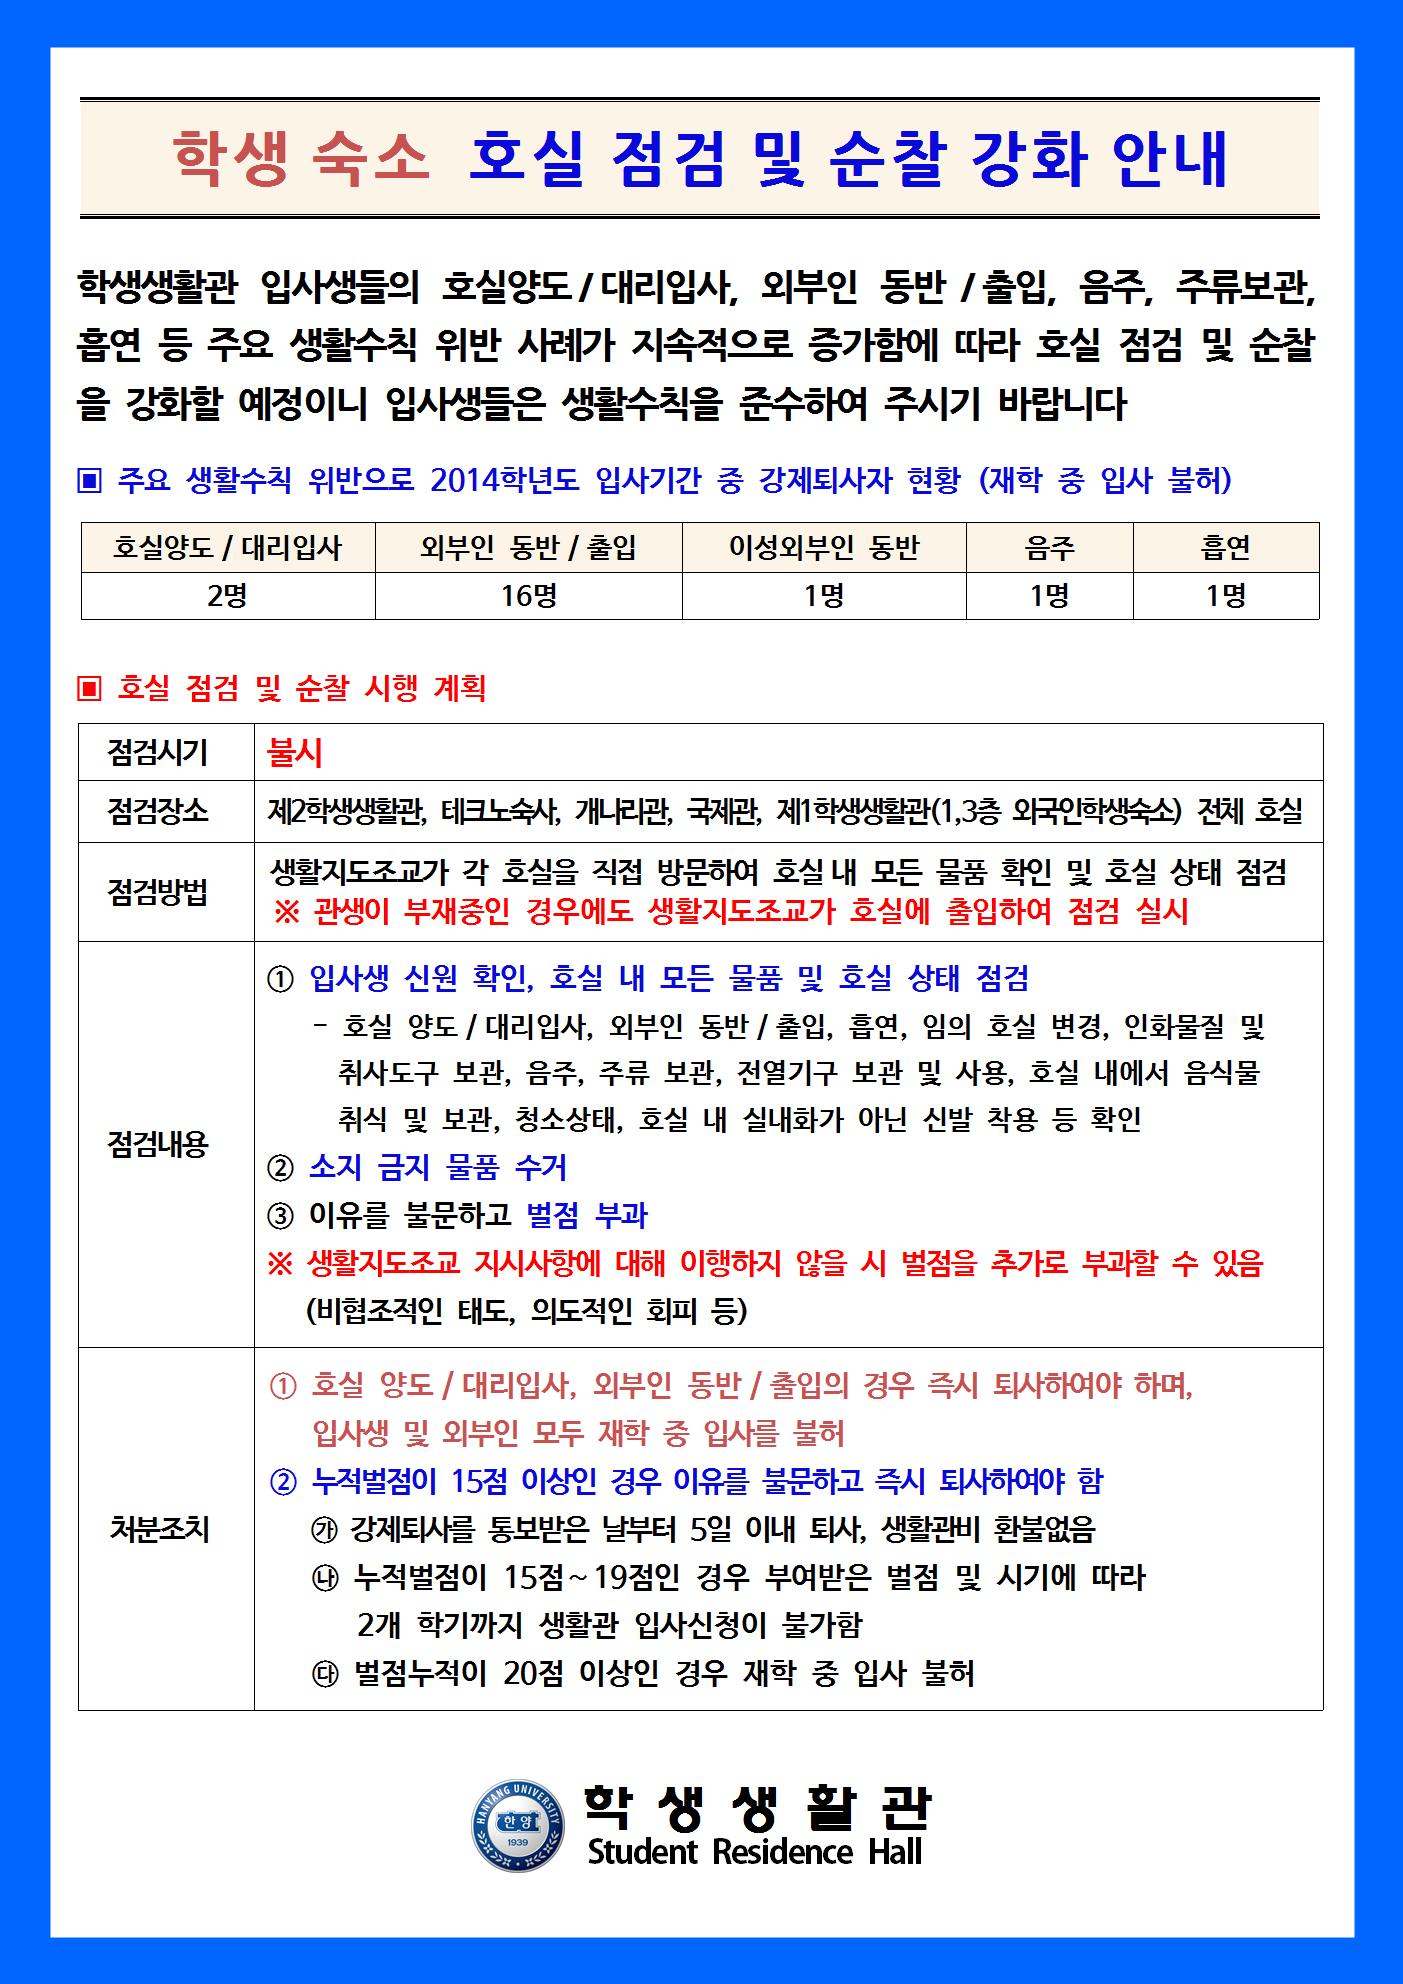 학생 숙소 호실 점검 및 순찰 강화 안내
학생생활관 입사생들의 호실양도/대리입사, 외부인 동반/출입, 음주, 주류보관,
흡연 등 주요 생활수칙 위반 사례가 지속적으로 증가함에 따라 호실 점검 및 순찰
을 강화할 예정이니 입사생들은 생활수칙을 준수하여 주시기 바랍니다
▣ 주요 생활수칙 위반으로 2014학년도 입사기간 중 강제퇴사자 현황 (재학 중 입사 불허)
호실양도/대리입사 외부인 동반/출입 이성외부인 동반 음주 흡연
2명 16명 1명 1명 1명
▣ 호실 점검 및 순찰 시행 계획
점검시기 불시
점검장소 제2학생생활관, 테크노숙사, 개나리관, 국제관, 제1학생생활관(1,3층 외국인학생숙소) 전체 호실
점검방법 생활지도조교가 각 호실을 직접 방문하여 호실 내 모든 물품 확인 및 호실 상태 점검
※ 관생이 부재중인 경우에도 생활지도조교가 호실에 출입하여 점검 실시
점검내용
① 입사생 신원 확인, 호실 내 모든 물품 및 호실 상태 점검
- 호실 양도/대리입사, 외부인 동반/출입, 흡연, 임의 호실 변경, 인화물질 및
취사도구 보관, 음주, 주류 보관, 전열기구 보관 및 사용, 호실 내에서 음식물
취식 및 보관, 청소상태, 호실 내 실내화가 아닌 신발 착용 등 확인
② 소지 금지 물품 수거
③ 이유를 불문하고 벌점 부과
※ 생활지도조교 지시사항에 대해 이행하지 않을 시 벌점을 추가로 부과할 수 있음
(비협조적인 태도, 의도적인 회피 등)
처분조치
① 호실 양도/대리입사, 외부인 동반/출입의 경우 즉시 퇴사하여야 하며,
입사생 및 외부인 모두 재학 중 입사를 불허
② 누적벌점이 15점 이상인 경우 이유를 불문하고 즉시 퇴사하여야 함
㉮ 강제퇴사를 통보받은 날부터 5일 이내 퇴사, 생활관비 환불없음
㉯ 누적벌점이 15점~19점인 경우 부여받은 벌점 및 시기에 따라
2개 학기까지 생활관 입사신청이 불가함
㉰ 벌점누적이 20점 이상인 경우 재학 중 입사 불허
HANYANG UNIVERSITY
한양
1939
학생생활관
Student Residence Hall